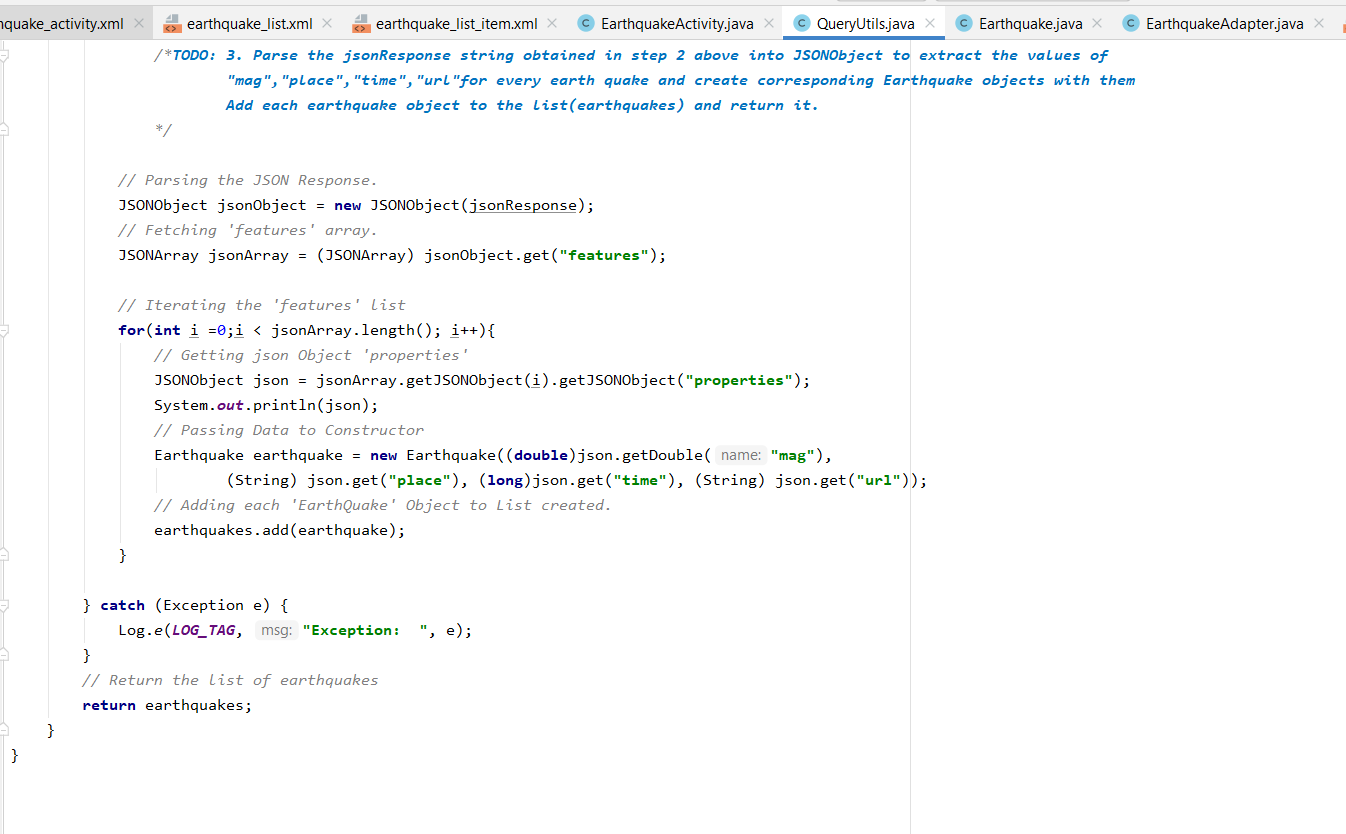 quake_activity.xml earthquake_list.xml earthquake_list_item.xml EarthquakeActivity.java QueryUtils.java Earthquake.java EarthquakeAdapter.java
/*TODO: 3. Parse the jsonResponse string obtained in step 2 above into JSONObject to extract the values of
"mag","place","time","url"for every earth quake and create corresponding Earthquake objects with them
Add each earthquake object to the list(earthquakes) and return it.
*/
// Parsing the JSON Response.
JSONObject jsonObject = new JSONObject(jsonResponse);
// Fetching 'features' array.
JSONArray jsonArray = (JSONArray) jsonObject.get("features");
// Iterating the 'features' list
for(int i =0;i < jsonArray.length(); i++){
// Getting json Object 'properties'
JSONObject json = jsonArray.getJSONObject(i).getJSONObject("properties");
System.out.println(json);
// Passing Data to Constructor
Earthquake earthquake = new Earthquake((double)json.getDouble( name: "mag"),
(String) json.get("place"), (long)json.get("time"), (String) json.get("url"));
// Adding each 'EarthQuake' Object to List created.
earthquakes.add(earthquake);
}
} catch (Exception e) {
Log.e(LOG_TAG, msg: "Exception:  ", e);
}
// Return the list of earthquakes
return earthquakes;
}
}